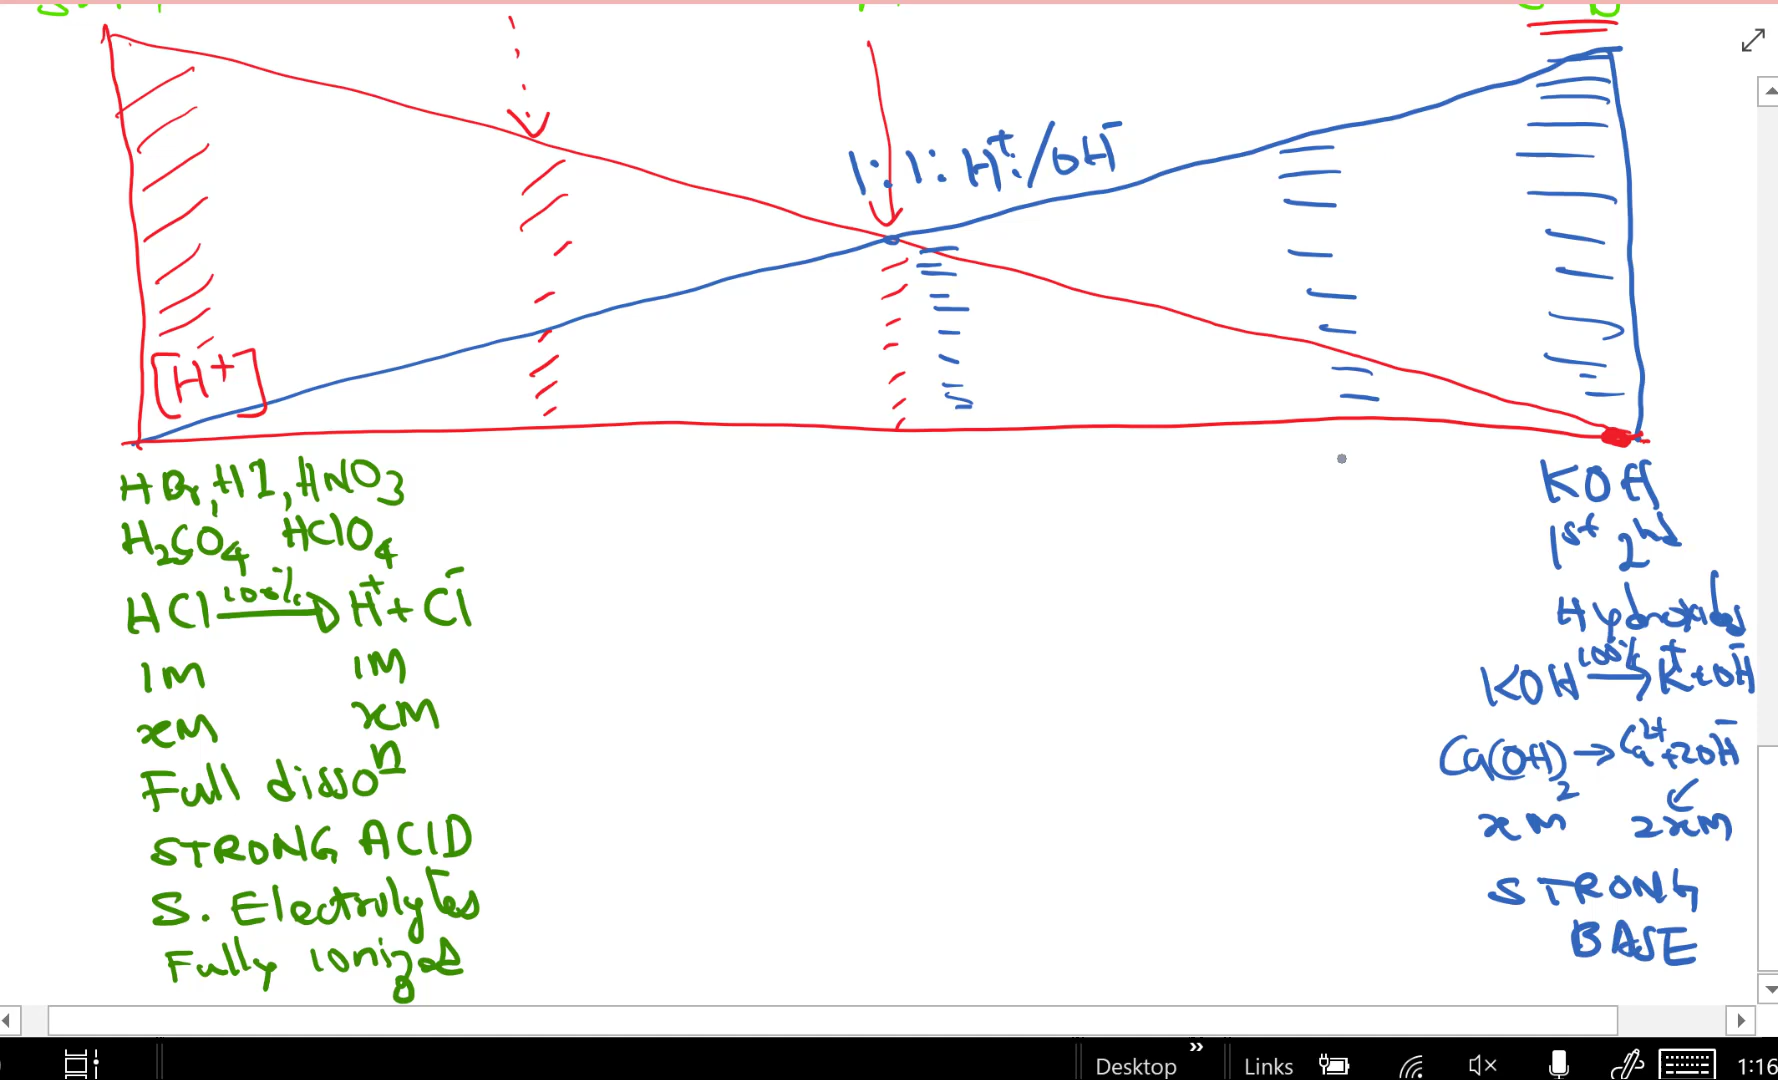 1:1: H⁺:/OH⁻
[H⁺]
HBr, HI, HNO3
H2SO4 HClO4
HCl 100% → H⁺ + Cl⁻
1M 1M
xM xM
Full dissoⁿ
STRONG ACID
S. Electrolytes
Fully ionized
KOH
1st 2nd
Hydroxides
KOH 100% → K⁺ + OH⁻
Ca(OH)2 → Ca²⁺ + 2OH⁻
xM 2xM
STRONG
BASE
Desktop
Links
1:16